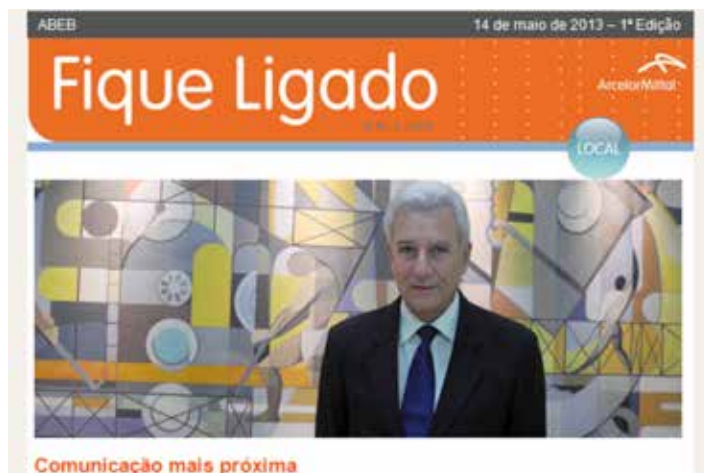 ABEB
14 de maio de 2013 – 1ª Edição
Fique Ligado
ArcelorMittal
LOCAL
Comunicação mais próxima